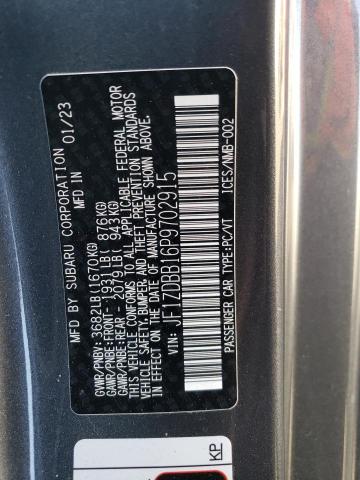 MFD BY SUBARU CORPORATION
MFD IN 01/23
GVWR/PNBV: 3682LB(1670KG)
GAWR/PNBE:FRONT-1931LB( 876KG)
GAWR/PNBE:REAR - 2079LB( 943KG)
THIS VEHICLE CONFORMS TO ALL APPLICABLE FEDERAL MOTOR
VEHICLE SAFETY, BUMPER, AND THEFT PREVENTION STANDARDS
IN EFFECT ON THE DATE OF MANUFACTURE SHOWN ABOVE.
VIN: JF1ZDBB16P9702915
PASSENGER CAR TYPE-PC/VT ICES/NMB-002
KP